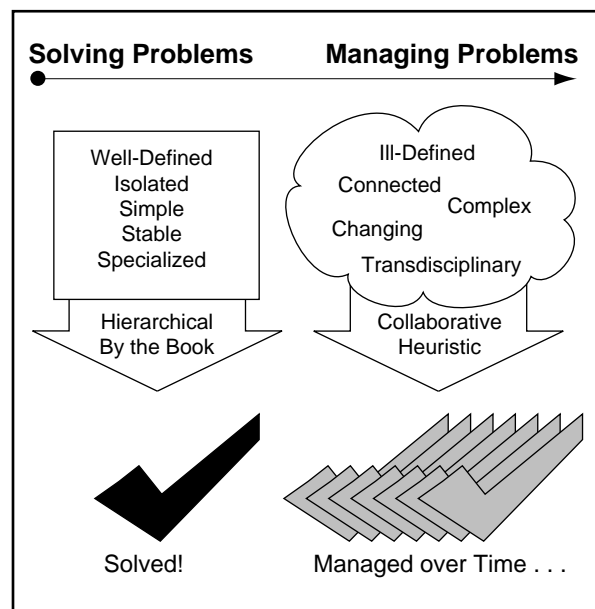 Solving Problems
Managing Problems
Well-Defined
Isolated
Simple
Stable
Specialized
Hierarchical
By the Book
Solved!
Ill-Defined
Connected
Complex
Changing
Transdisciplinary
Collaborative
Heuristic
Managed over Time . . .